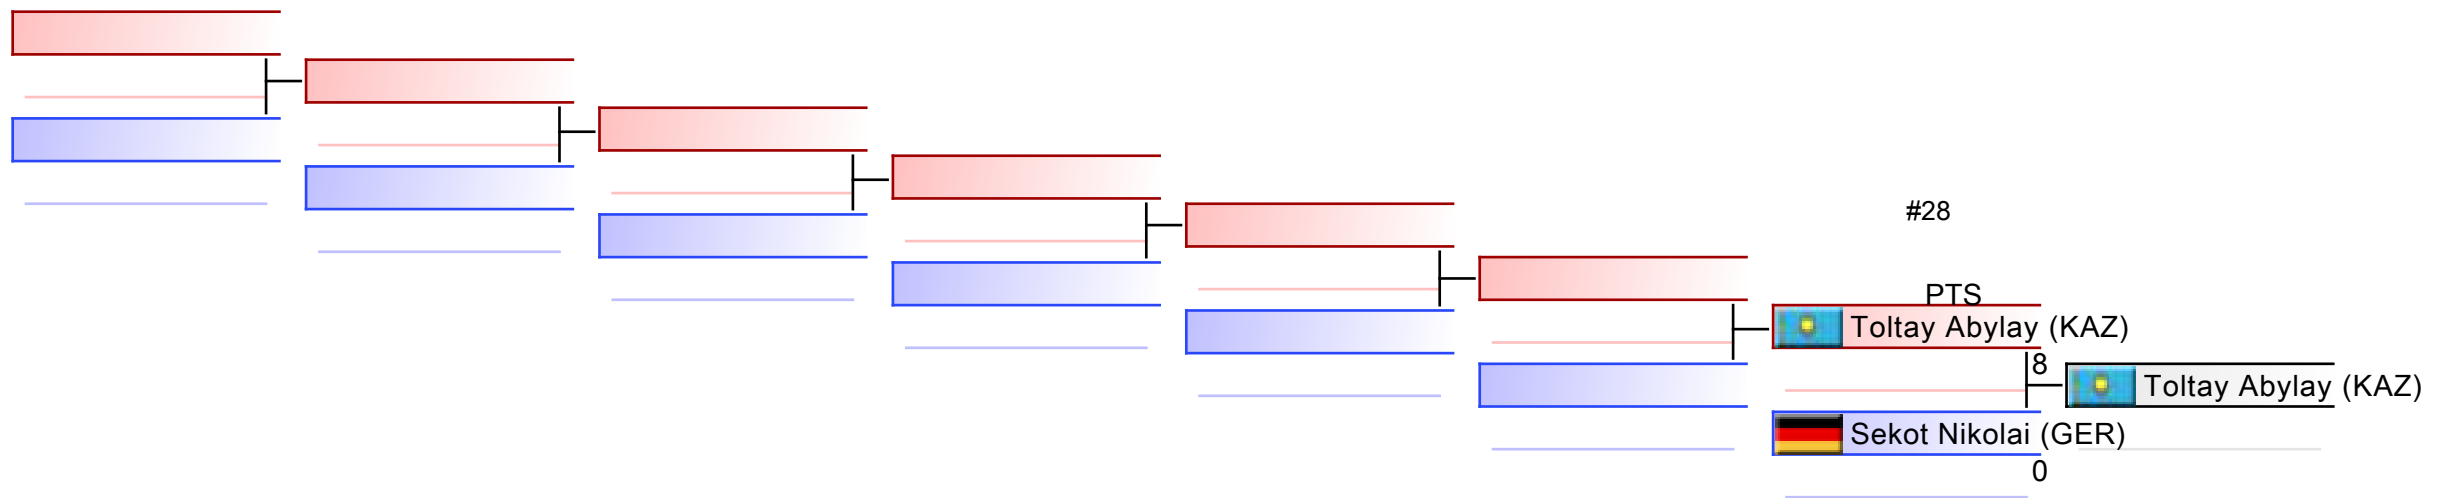 #28
PTS
Toltay Abylay (KAZ)
8
Toltay Abylay (KAZ)
Sekot Nikolai (GER)
0